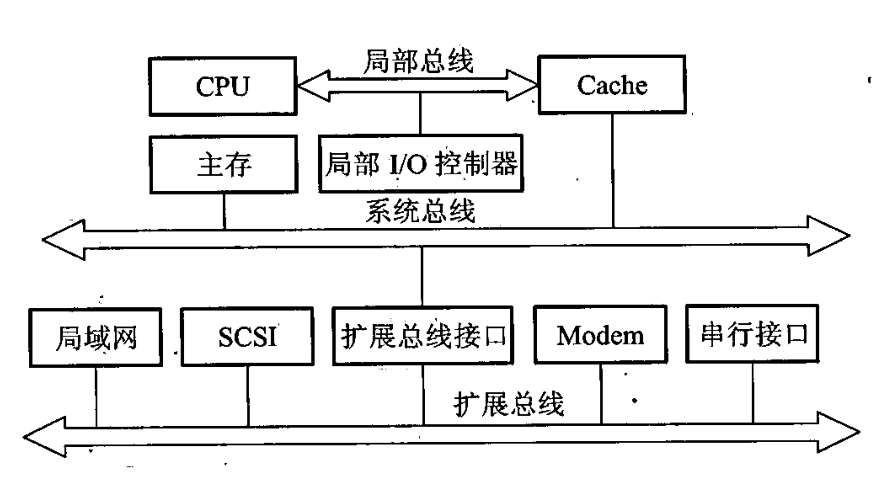 局部总线
CPU
Cache
主存
局部 I/O 控制器
系统总线
局域网
SCSI
扩展总线接口
Modem
串行接口
扩展总线